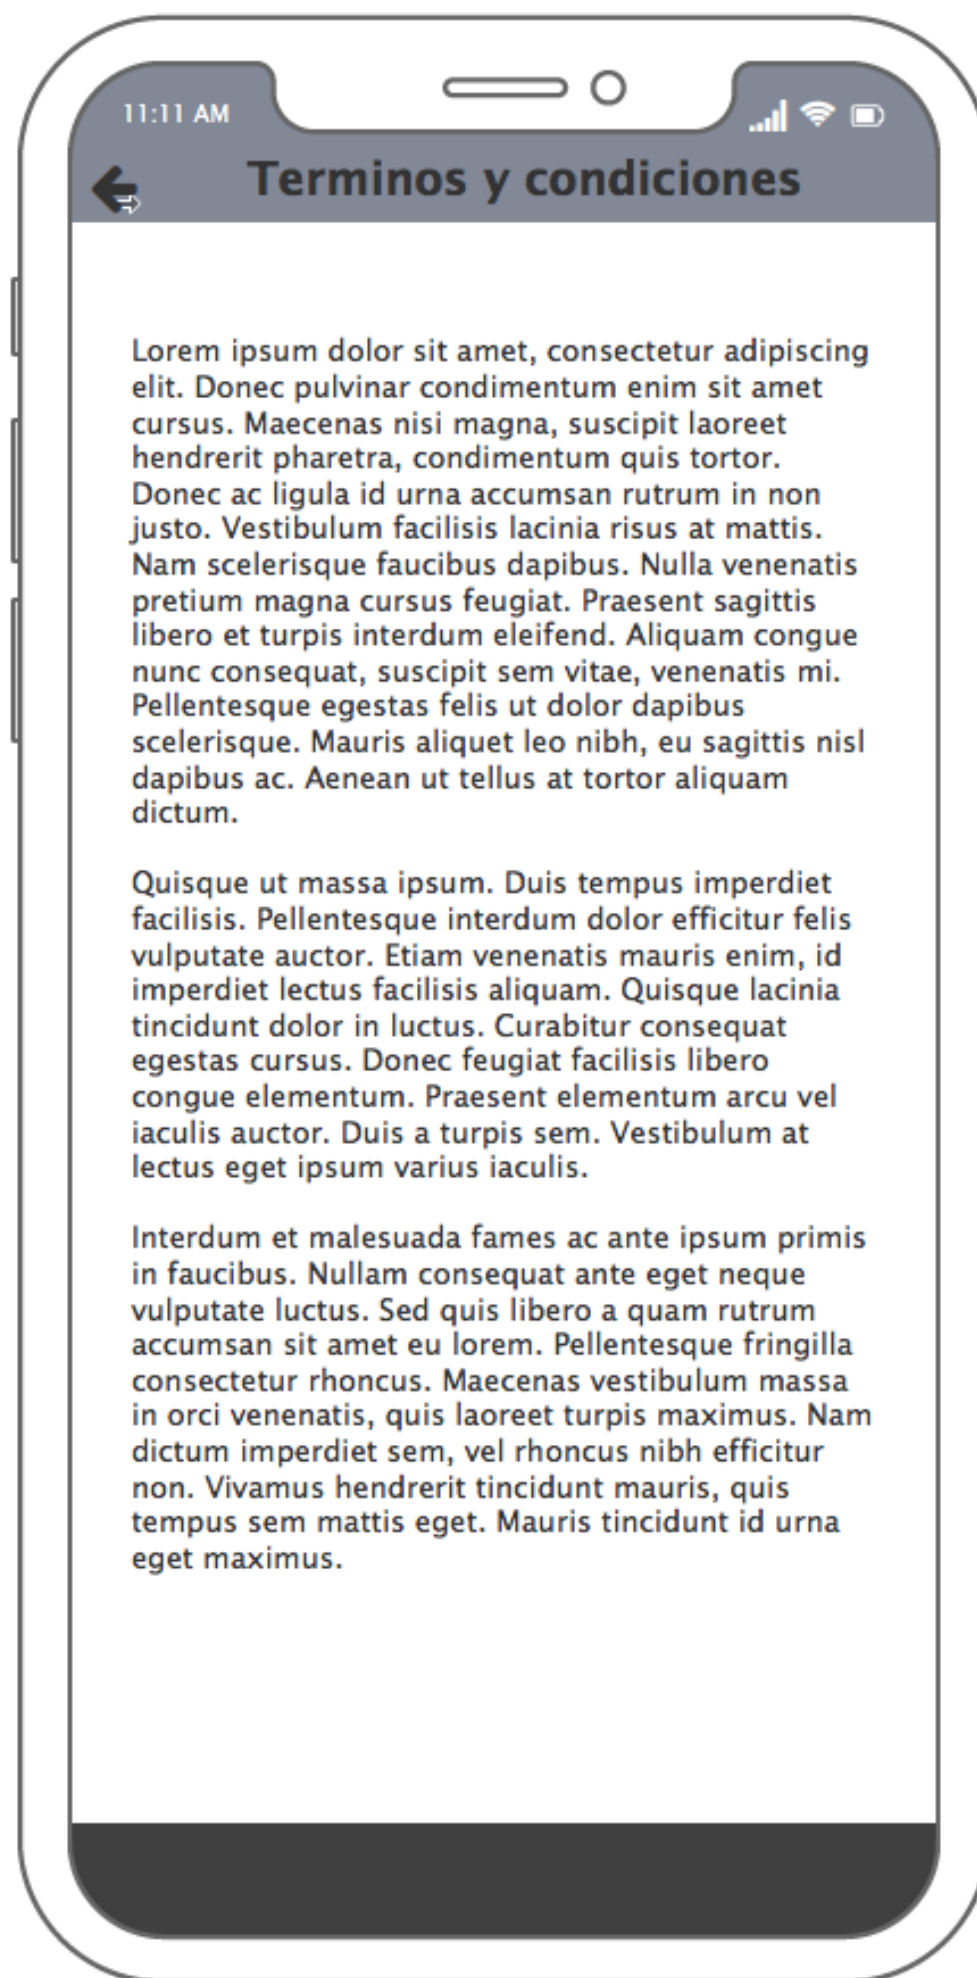 11:11 AM
Terminos y condiciones
Lorem ipsum dolor sit amet, consectetur adipiscing
elit. Donec pulvinar condimentum enim sit amet
cursus. Maecenas nisi magna, suscipit laoreet
hendrerit pharetra, condimentum quis tortor.
Donec ac ligula id urna accumsan rutrum in non
justo. Vestibulum facilisis lacinia risus at mattis.
Nam scelerisque faucibus dapibus. Nulla venenatis
pretium magna cursus feugiat. Praesent sagittis
libero et turpis interdum eleifend. Aliquam congue
nunc consequat, suscipit sem vitae, venenatis mi.
Pellentesque egestas felis ut dolor dapibus
scelerisque. Mauris aliquet leo nibh, eu sagittis nisl
dapibus ac. Aenean ut tellus at tortor aliquam
dictum.
Quisque ut massa ipsum. Duis tempus imperdiet
facilisis. Pellentesque interdum dolor efficitur felis
vulputate auctor. Etiam venenatis mauris enim, id
imperdiet lectus facilisis aliquam. Quisque lacinia
tincidunt dolor in luctus. Curabitur consequat
egestas cursus. Donec feugiat facilisis libero
congue elementum. Praesent elementum arcu vel
iaculis auctor. Duis a turpis sem. Vestibulum at
lectus eget ipsum varius iaculis.
Interdum et malesuada fames ac ante ipsum primis
in faucibus. Nullam consequat ante eget neque
vulputate luctus. Sed quis libero a quam rutrum
accumsan sit amet eu lorem. Pellentesque fringilla
consectetur rhoncus. Maecenas vestibulum massa
in orci venenatis, quis laoreet turpis maximus. Nam
dictum imperdiet sem, vel rhoncus nibh efficitur
non. Vivamus hendrerit tincidunt mauris, quis
tempus sem mattis eget. Mauris tincidunt id urna
eget maximus.